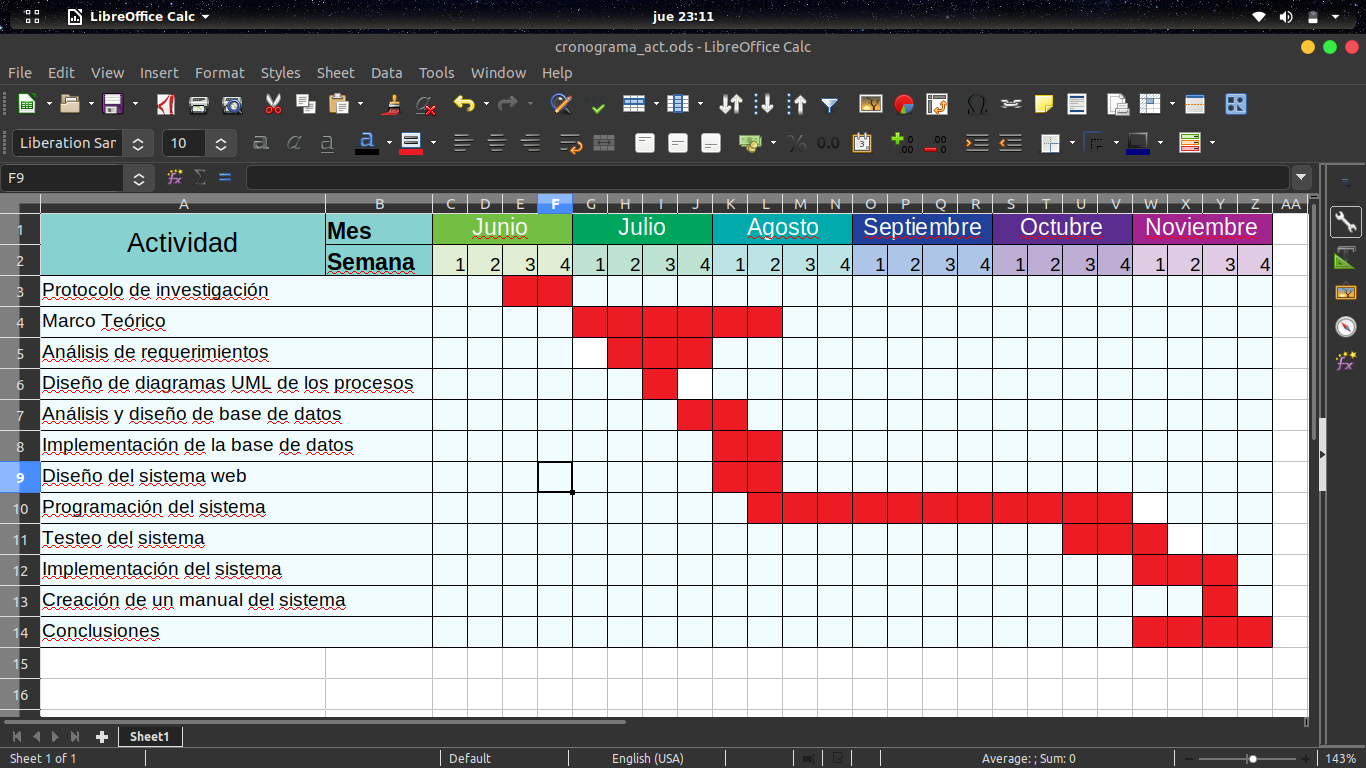 LibreOffice Calc
jue 23:11
cronograma_act.ods - LibreOffice Calc
File Edit View Insert Format Styles Sheet Data Tools Window Help
Liberation Sar 10
F9
A B C D E F G H I J K L M N O P Q R S T U V W X Y Z AA
1 Actividad Mes Junio Julio Agosto Septiembre Octubre Noviembre
2 Semana 1 2 3 4 1 2 3 4 1 2 3 4 1 2 3 4 1 2 3 4 1 2 3 4
3 Protocolo de investigación
4 Marco Teórico
5 Análisis de requerimientos
6 Diseño de diagramas UML de los procesos
7 Análisis y diseño de base de datos
8 Implementación de la base de datos
9 Diseño del sistema web
10 Programación del sistema
11 Testeo del sistema
12 Implementación del sistema
13 Creación de un manual del sistema
14 Conclusiones
15
16
Sheet1
Sheet 1 of 1 Default English (USA) Average: ; Sum: 0 143%